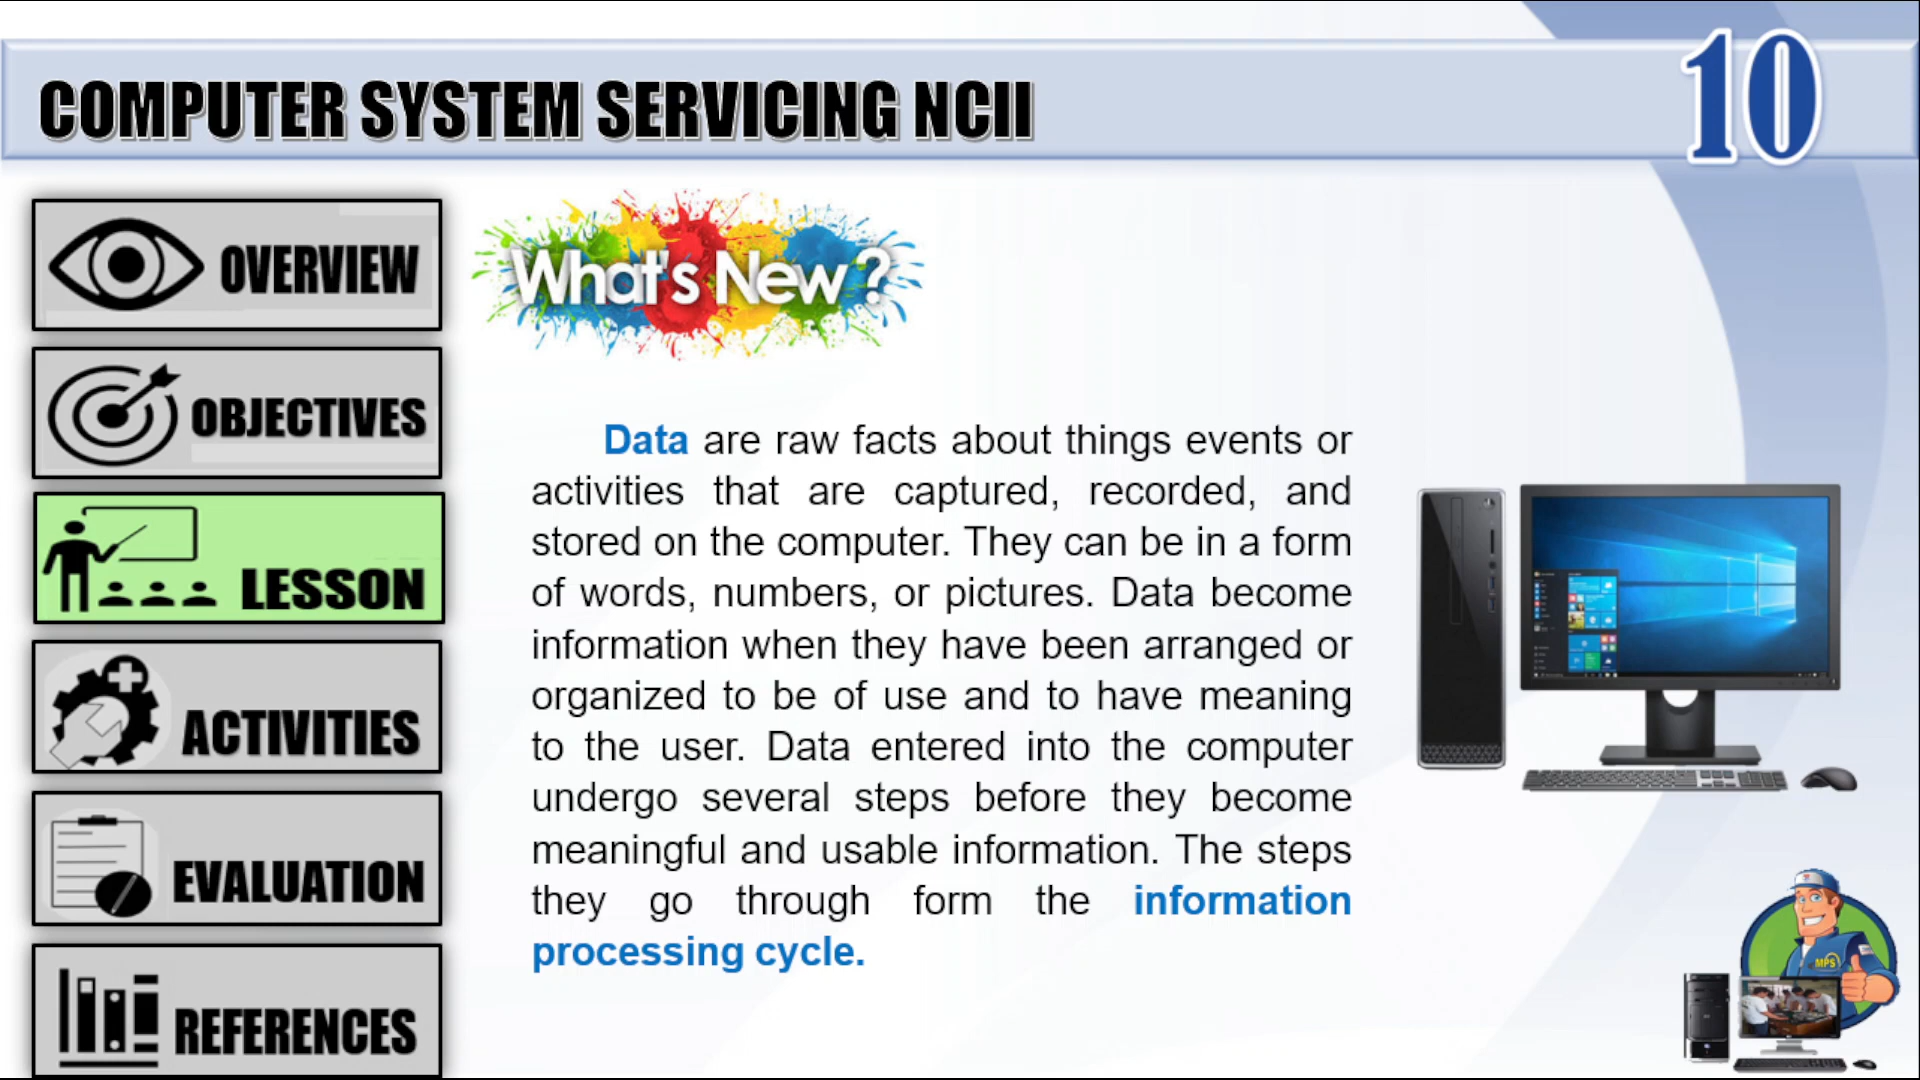 COMPUTER SYSTEM SERVICING NCII
10
OVERVIEW
OBJECTIVES
LESSON
ACTIVITIES
EVALUATION
REFERENCES
What's New?
Data are raw facts about things events or
activities that are captured, recorded, and
stored on the computer. They can be in a form
of words, numbers, or pictures. Data become
information when they have been arranged or
organized to be of use and to have meaning
to the user. Data entered into the computer
undergo several steps before they become
meaningful and usable information. The steps
they go through form the information
processing cycle.
MPS